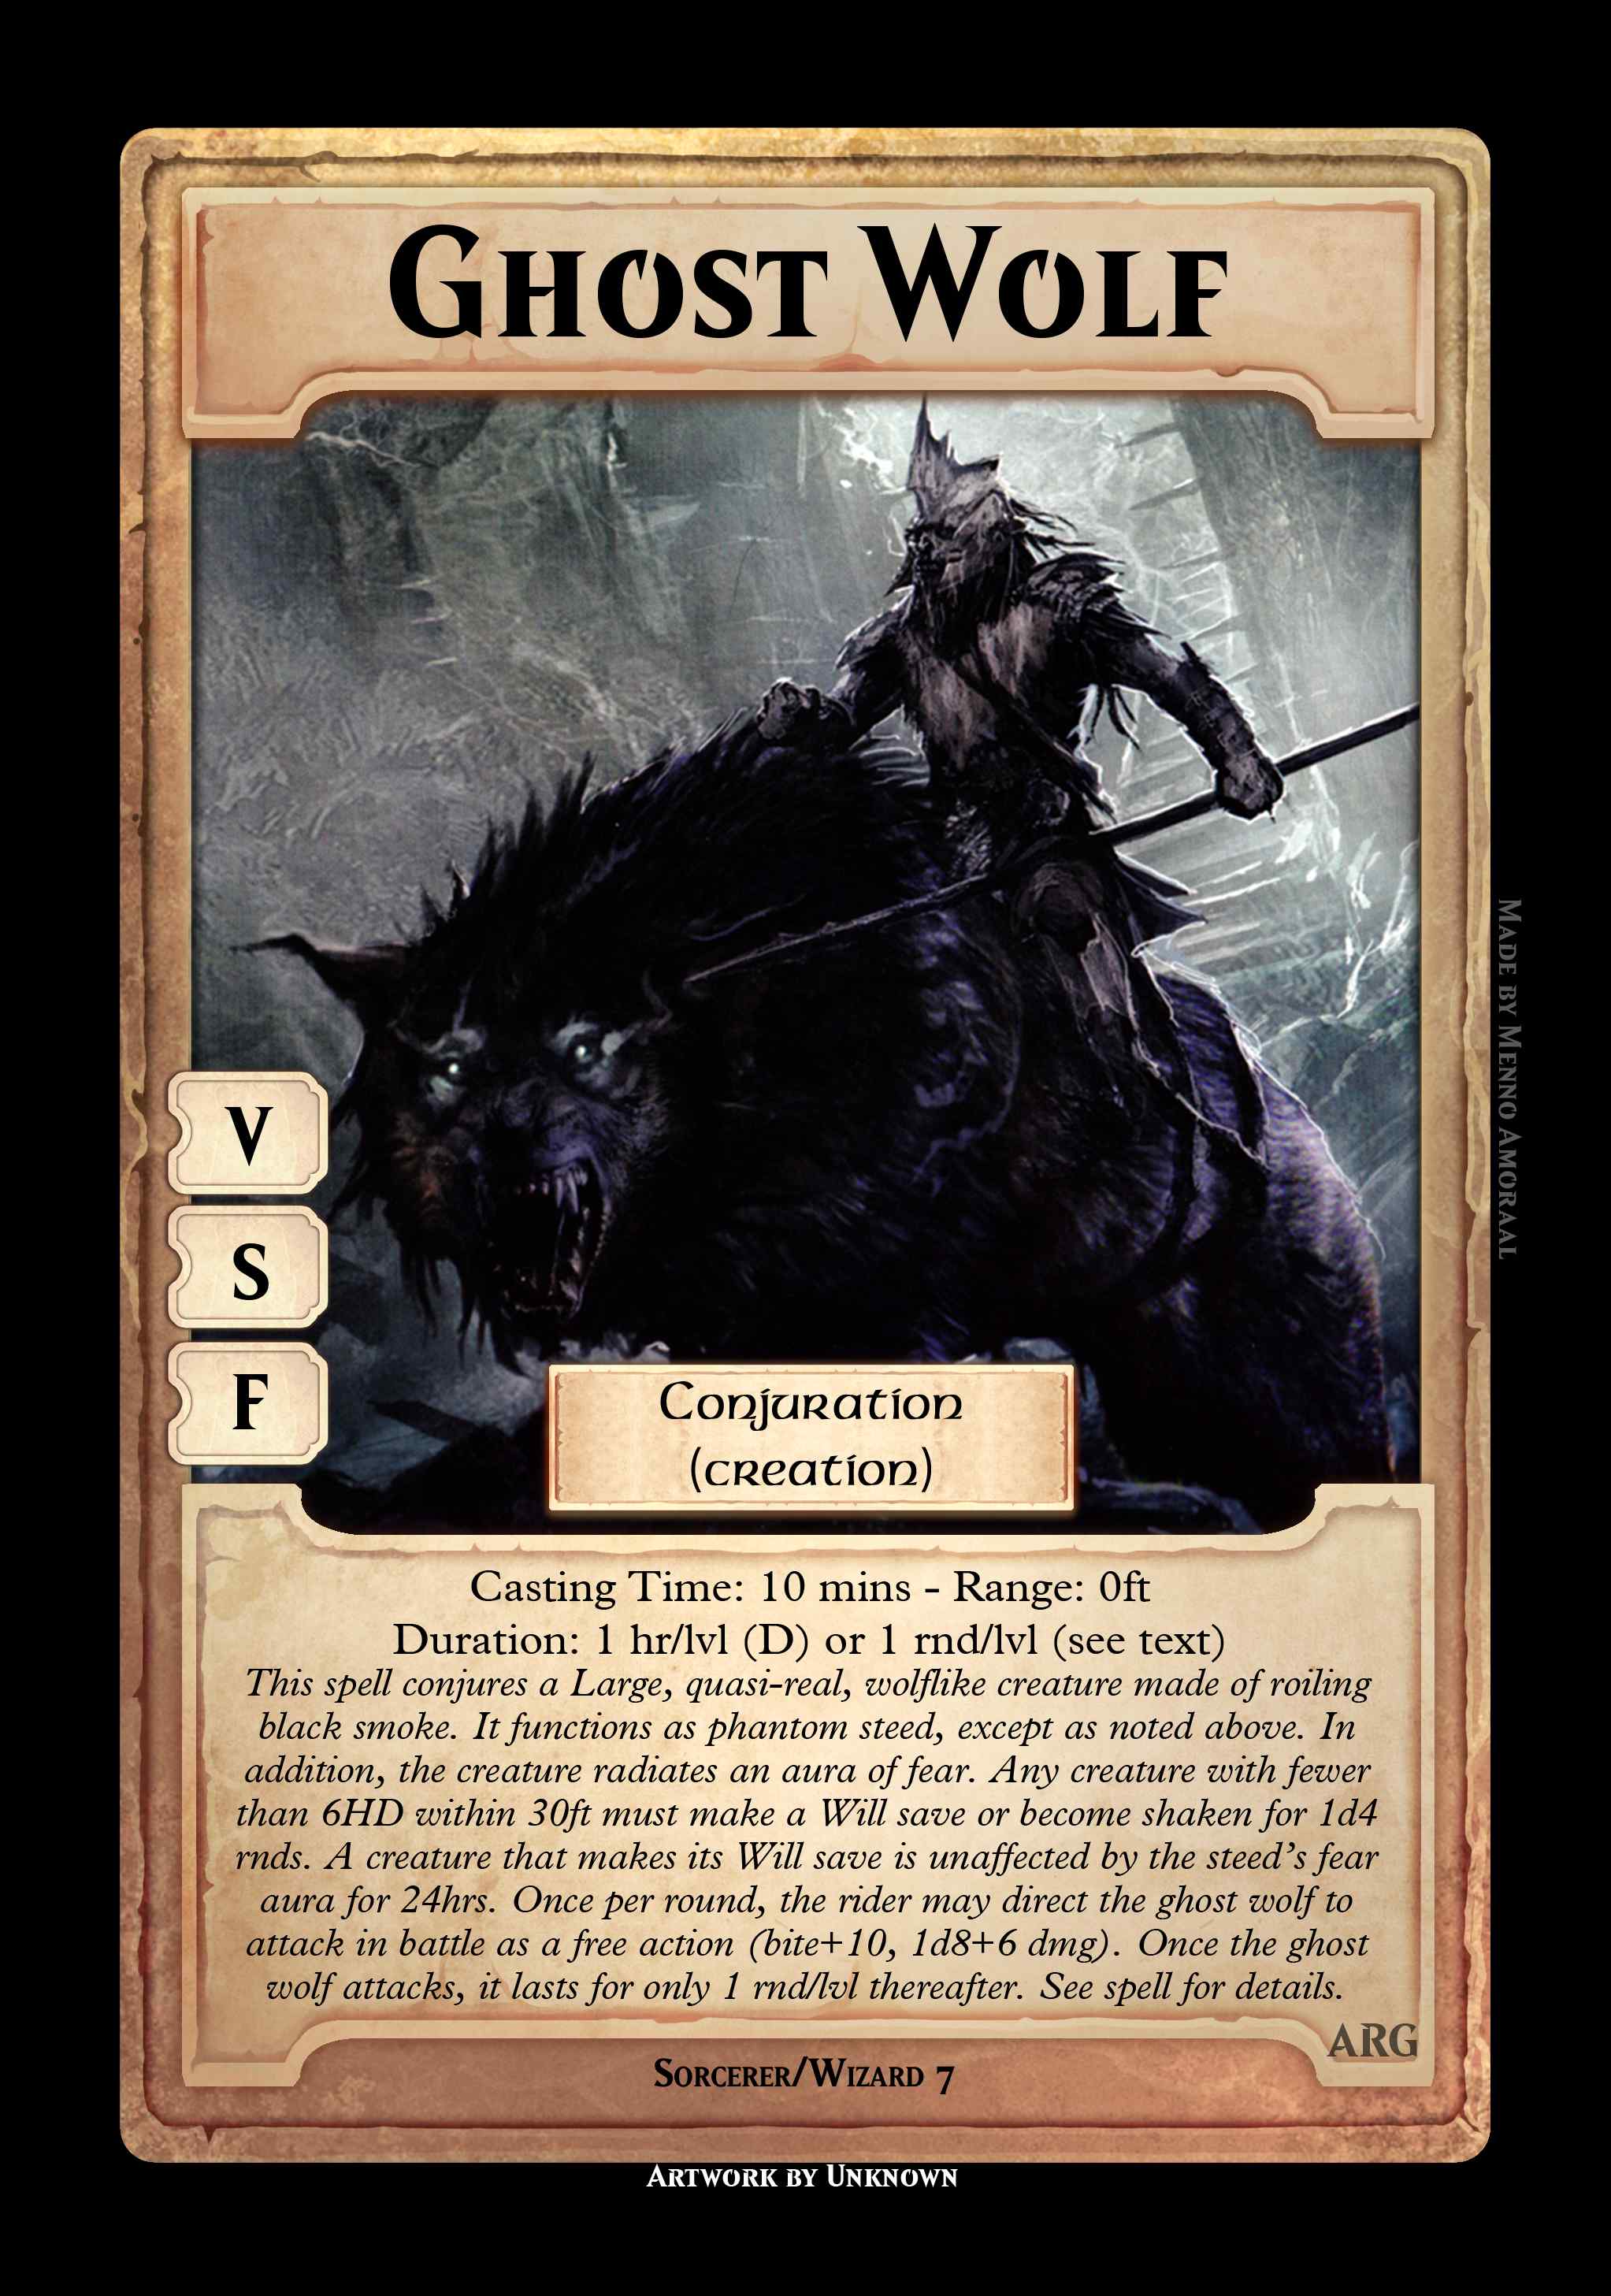 Ghost Wolf
V
S
F
Conjuration
(creation)
Casting Time: 10 mins - Range: 0ft
Duration: 1 hr/lvl (D) or 1 rnd/lvl (see text)
This spell conjures a Large, quasi-real, wolflike creature made of roiling
black smoke. It functions as phantom steed, except as noted above. In
addition, the creature radiates an aura of fear. Any creature with fewer
than 6HD within 30ft must make a Will save or become shaken for 1d4
rnds. A creature that makes its Will save is unaffected by the steed's fear
aura for 24hrs. Once per round, the rider may direct the ghost wolf to
attack in battle as a free action (bite+10, 1d8+6 dmg). Once the ghost
wolf attacks, it lasts for only 1 rnd/lvl thereafter. See spell for details.
ARG
Sorcerer/Wizard 7
Artwork by Unknown
Made by Menno Amoraal